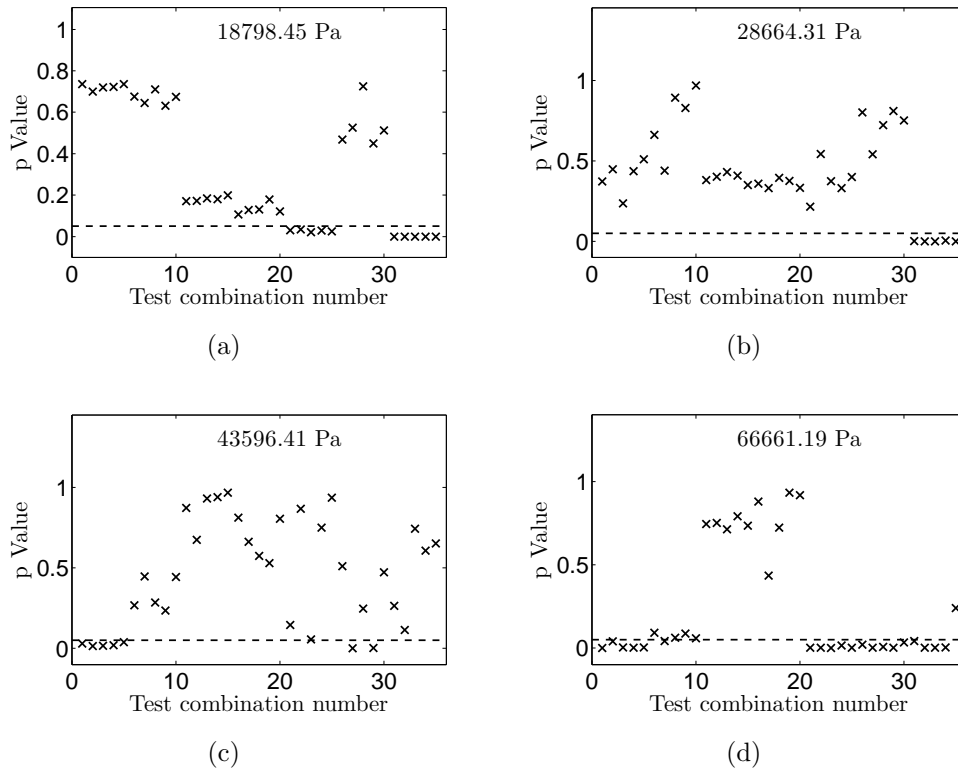 18798.45 Pa
1
0.8
0.6
0.4
0.2
0
p Value
0 10 20 30
Test combination number
(a)
28664.31 Pa
1
0.5
0
p Value
0 10 20 30
Test combination number
(b)
43596.41 Pa
1
0.5
0
p Value
0 10 20 30
Test combination number
(c)
66661.19 Pa
1
0.5
0
p Value
0 10 20 30
Test combination number
(d)